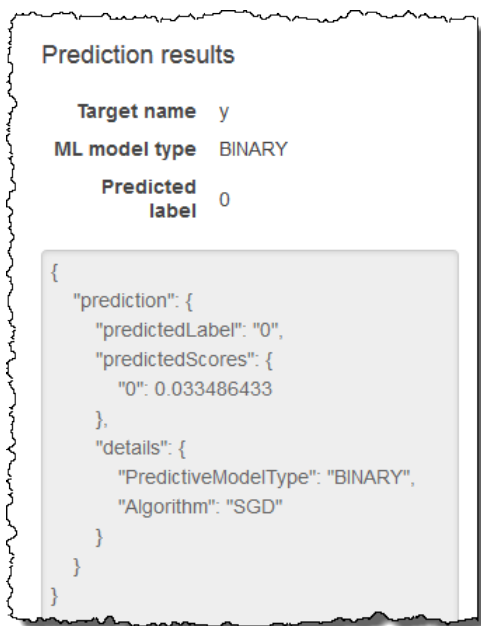 Prediction results
Target name y
ML model type BINARY
Predicted
label 0
{
"prediction": {
"predictedLabel": "0",
"predictedScores": {
"0": 0.033486433
},
"details": {
"PredictiveModelType": "BINARY",
"Algorithm": "SGD"
}
}
}